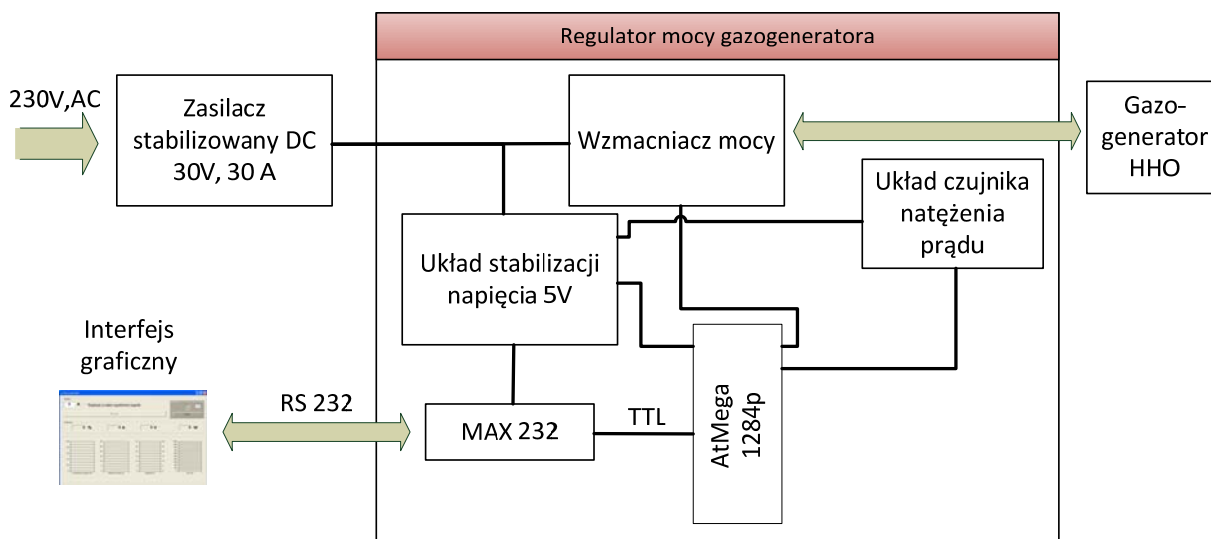 Regulator mocy gazogeneratora
230V,AC
Zasilacz
stabilizowany DC
30V, 30 A
Wzmacniacz mocy
Gazo-
generator
HHO
Układ czujnika
natężenia
prądu
Układ stabilizacji
napięcia 5V
Interfejs
graficzny
RS 232
MAX 232
TTL
AtMega
1284p